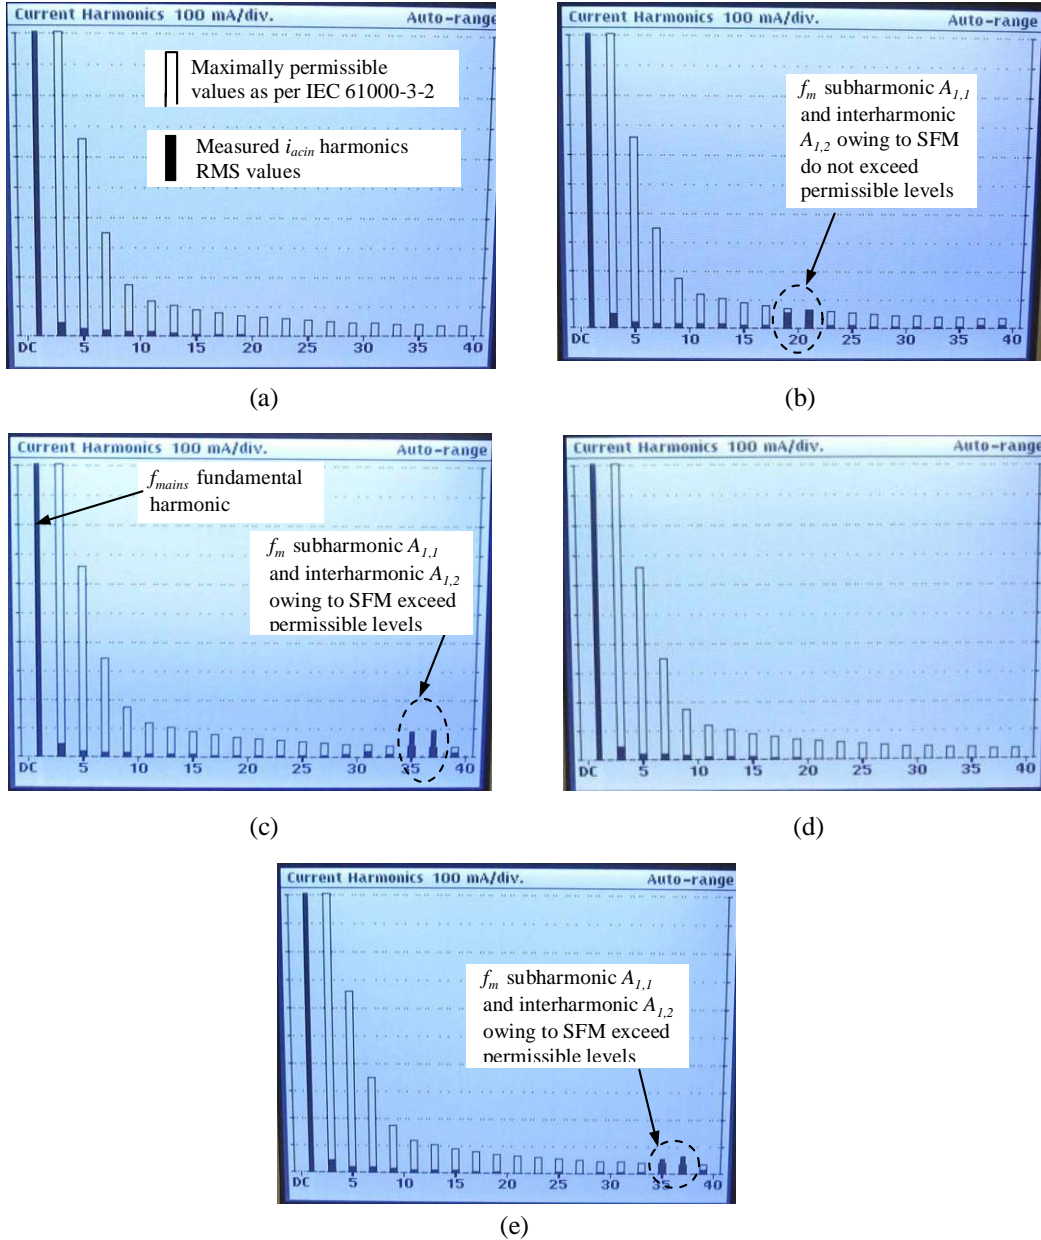 Current Harmonics 100 mA/div. Auto-range
Maximally permissible
values as per IEC 61000-3-2
Measured iacin harmonics
RMS values
DC 5 10 15 20 25 30 35 40
(a)
Current Harmonics 100 mA/div. Auto-range
fm subharmonic A1,1
and interharmonic
A1,2 owing to SFM
do not exceed
permissible levels
DC 5 10 15 20 25 30 35 40
(b)
Current Harmonics 100 mA/div. Auto-range
fmains fundamental
harmonic
fm subharmonic A1,1
and interharmonic A1,2
owing to SFM exceed
permissible levels
DC 5 10 15 20 25 30 35 40
(c)
Current Harmonics 100 mA/div. Auto-range
DC 5 10 15 20 25 30 35 40
(d)
Current Harmonics 100 mA/div. Auto-range
fm subharmonic A1,1
and interharmonic A1,2
owing to SFM exceed
permissible levels
DC 5 10 15 20 25 30 35 40
(e)